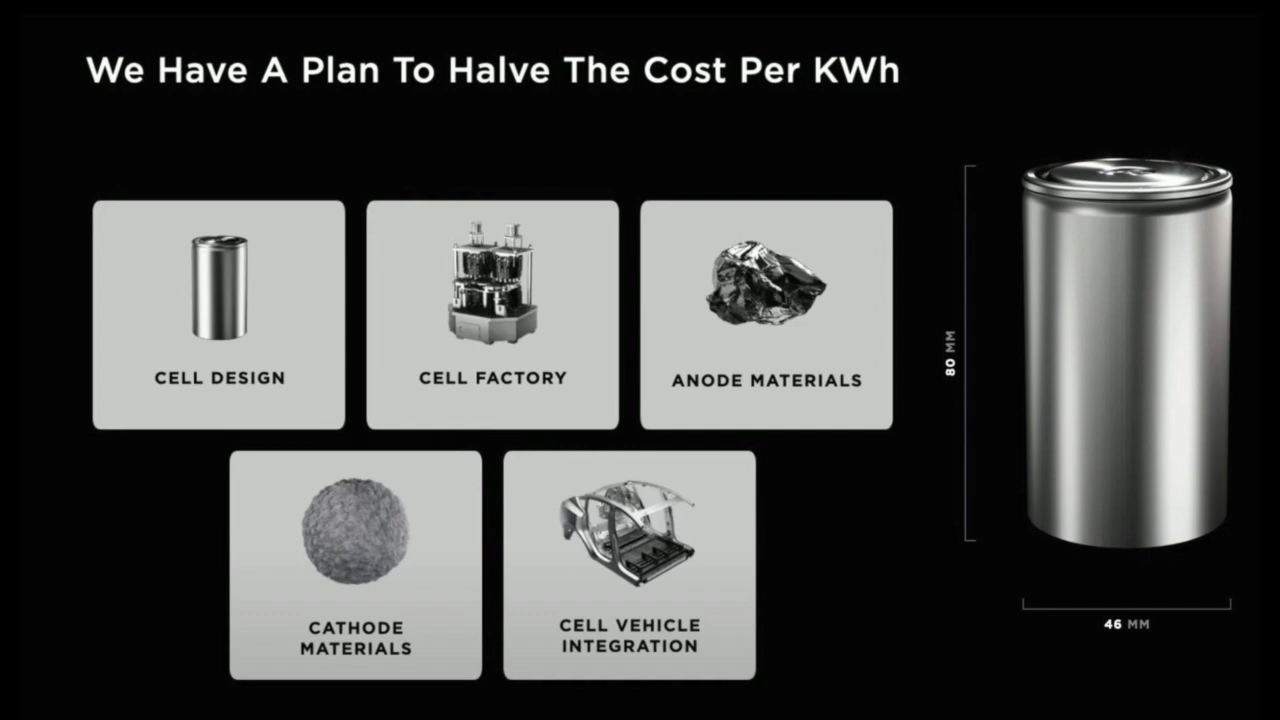 We Have A Plan To Halve The Cost Per KWh
CELL DESIGN
CELL FACTORY
ANODE MATERIALS
CATHODE
MATERIALS
CELL VEHICLE
INTEGRATION
80 MM
46 MM